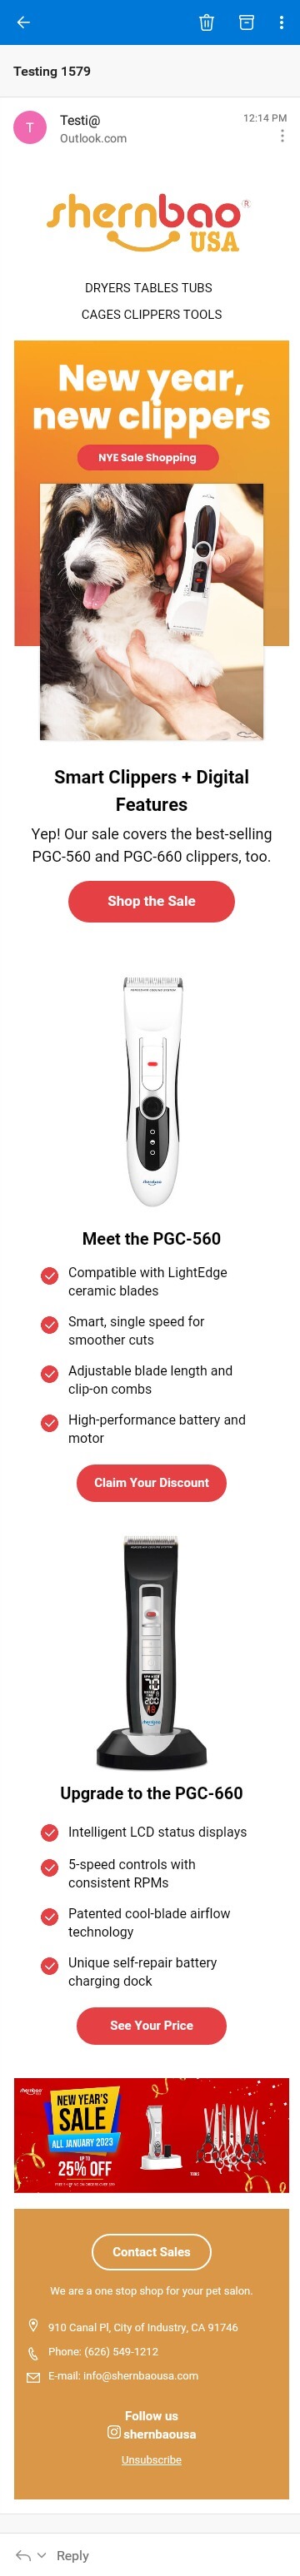 Testing 1579
T
Testi@
12:14 PM
Outlook.com
shernbao®
USA
DRYERS TABLES TUBS
CAGES CLIPPERS TOOLS
New year,
new clippers
NYE Sale Shopping
Smart Clippers + Digital
Features
Yep! Our sale covers the best-selling
PGC-560 and PGC-660 clippers, too.
Shop the Sale
shernbao
Meet the PGC-560
Compatible with LightEdge
ceramic blades
Smart, single speed for
smoother cuts
Adjustable blade length and
clip-on combs
High-performance battery and
motor
Claim Your Discount
shernbao
Upgrade to the PGC-660
Intelligent LCD status displays
5-speed controls with
consistent RPMs
Patented cool-blade airflow
technology
Unique self-repair battery
charging dock
See Your Price
shernbao
NEW YEAR'S
SALE
ALL JANUARY 2023
UP TO
25% OFF
Contact Sales
We are a one stop shop for your pet salon.
910 Canal Pl, City of Industry, CA 91746
Phone: (626) 549-1212
E-mail: info@shernbaousa.com
Follow us
shernbaousa
Unsubscribe
Reply